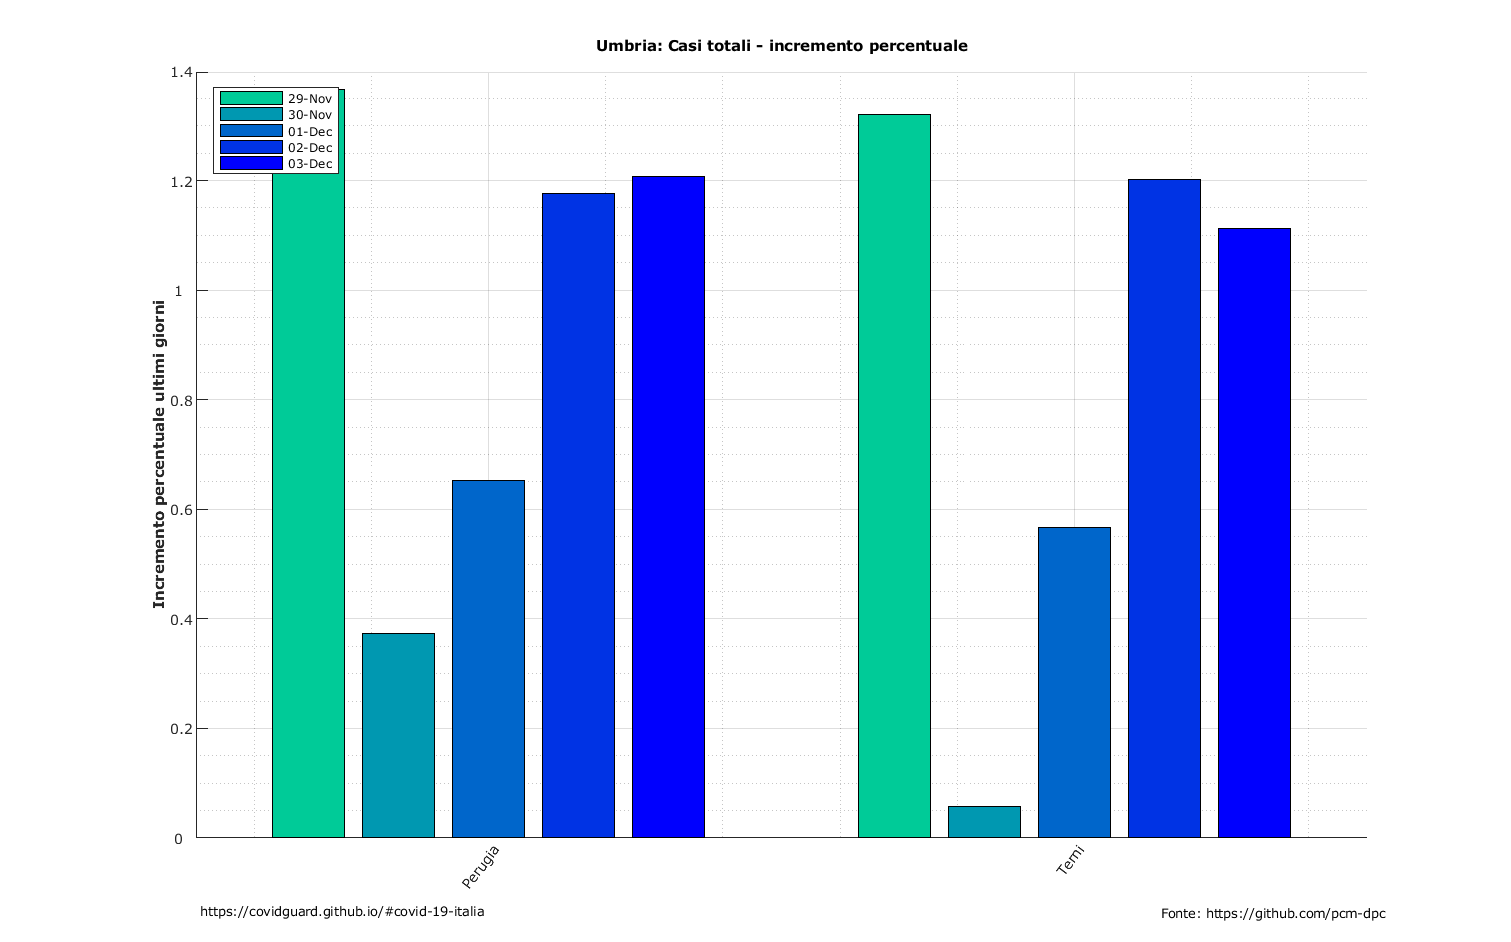 Umbria: Casi totali - incremento percentuale
1.4
1.2
1
0.8
0.6
0.4
0.2
0
Incremento percentuale ultimi giorni
29-Nov
30-Nov
01-Dec
02-Dec
03-Dec
Perugia
Terni
https://covidguard.github.io/#covid-19-italia
Fonte: https://github.com/pcm-dpc